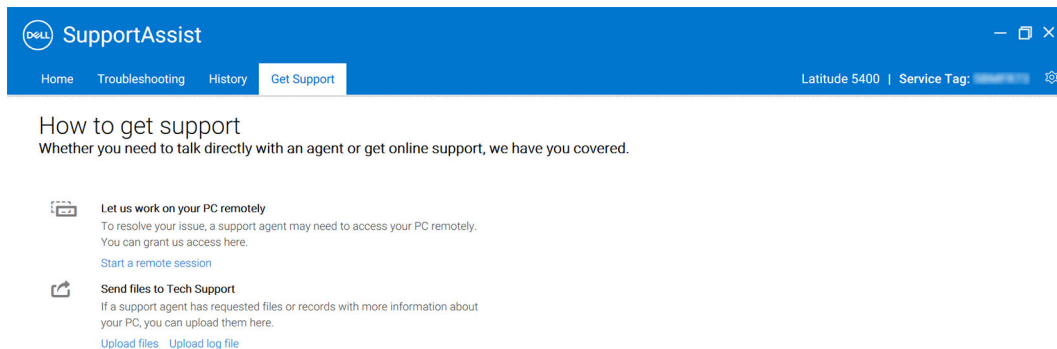 DELL SupportAssist
Home Troubleshooting History Get Support Latitude 5400 | Service Tag:
How to get support
Whether you need to talk directly with an agent or get online support, we have you covered.
Let us work on your PC remotely
To resolve your issue, a support agent may need to access your PC remotely.
You can grant us access here.
Start a remote session
Send files to Tech Support
If a support agent has requested files or records with more information about
your PC, you can upload them here.
Upload files Upload log file